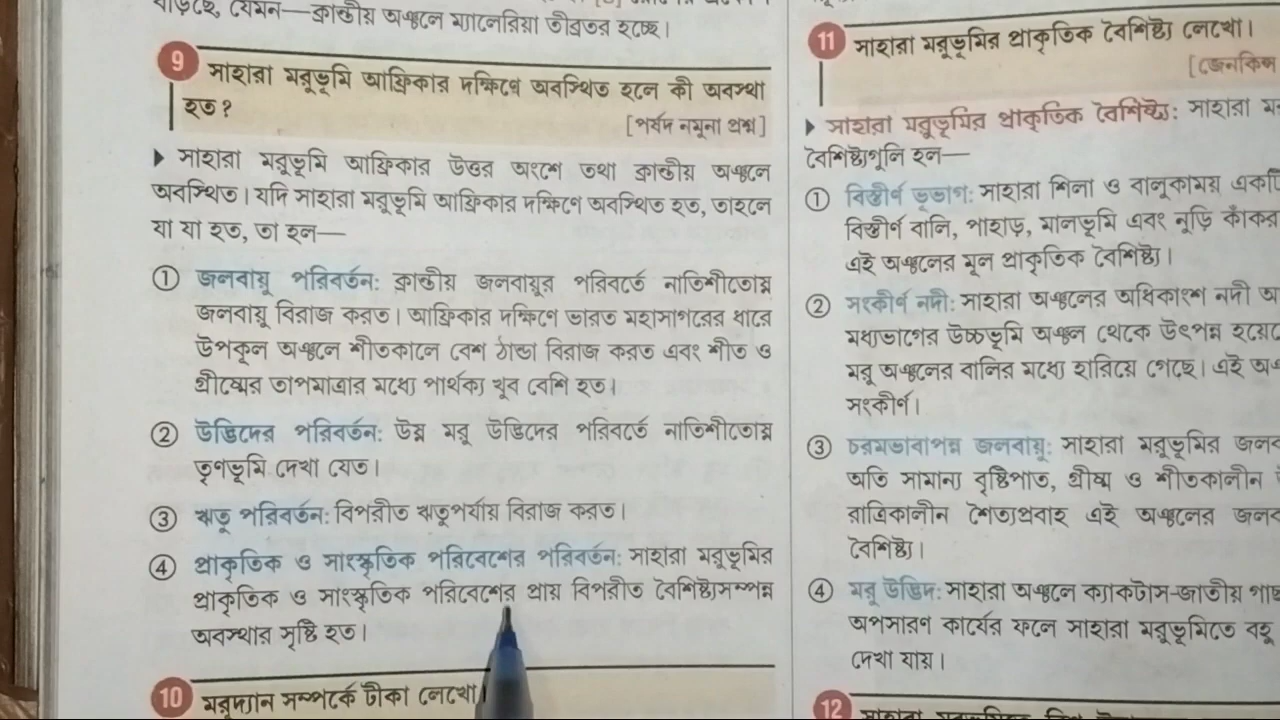 বাড়ছে, যেমন—ক্রান্তীয় অঞ্চলে ম্যালেরিয়া তীব্রতর হচ্ছে।
9 সাহারা মরুভূমি আফ্রিকার দক্ষিণে অবস্থিত হলে কী অবস্থা
হত?
[পর্ষদ নমুনা প্রশ্ন]
▶ সাহারা মরুভূমি আফ্রিকার উত্তর অংশে তথা ক্রান্তীয় অঞ্চলে
অবস্থিত। যদি সাহারা মরুভূমি আফ্রিকার দক্ষিণে অবস্থিত হত, তাহলে
যা যা হত, তা হল—
① জলবায়ু পরিবর্তন: ক্রান্তীয় জলবায়ুর পরিবর্তে নাতিশীতোষ্ণ
জলবায়ু বিরাজ করত। আফ্রিকার দক্ষিণে ভারত মহাসাগরের ধারে
উপকূল অঞ্চলে শীতকালে বেশ ঠান্ডা বিরাজ করত এবং শীত ও
গ্রীষ্মের তাপমাত্রার মধ্যে পার্থক্য খুব বেশি হত।
② উদ্ভিদের পরিবর্তন: উষ্ণ মরু উদ্ভিদের পরিবর্তে নাতিশীতোষ্ণ
তৃণভূমি দেখা যেত।
③ ঋতু পরিবর্তন: বিপরীত ঋতুপর্যায় বিরাজ করত।
④ প্রাকৃতিক ও সাংস্কৃতিক পরিবেশের পরিবর্তন: সাহারা মরুভূমির
প্রাকৃতিক ও সাংস্কৃতিক পরিবেশের প্রায় বিপরীত বৈশিষ্ট্যসম্পন্ন
অবস্থার সৃষ্টি হত।
10 মরূদ্যান সম্পর্কে টীকা লেখো
11 সাহারা মরুভূমির প্রাকৃতিক বৈশিষ্ট্য লেখো।
[জেনকিন্স
▶ সাহারা মরুভূমির প্রাকৃতিক বৈশিষ্ট্য: সাহারা
বৈশিষ্ট্যগুলি হল—
① বিস্তীর্ণ ভূভাগ: সাহারা শিলা ও বালুকাময় একটি
বিস্তীর্ণ বালি, পাহাড়, মালভূমি এবং নুড়ি কাঁকর
এই অঞ্চলের মূল প্রাকৃতিক বৈশিষ্ট্য।
② সংকীর্ণ নদী: সাহারা অঞ্চলের অধিকাংশ নদী
মধ্যভাগের উচ্চভূমি অঞ্চল থেকে উৎপন্ন
মরু অঞ্চলের বালির মধ্যে হারিয়ে গেছে। এই
সংকীর্ণ।
③ চরমভাবাপন্ন জলবায়ু: সাহারা মরুভূমির
অতি সামান্য বৃষ্টিপাত, গ্রীষ্ম ও শীতকালীন
রাত্রিকালীন শৈত্যপ্রবাহ এই অঞ্চলের
বৈশিষ্ট্য।
④ মরু উদ্ভিদ: সাহারা অঞ্চলে ক্যাকটাস-জাতীয়
অপসারণ কার্যের ফলে সাহারা মরুভূমিতে বহু
দেখা যায়।
12